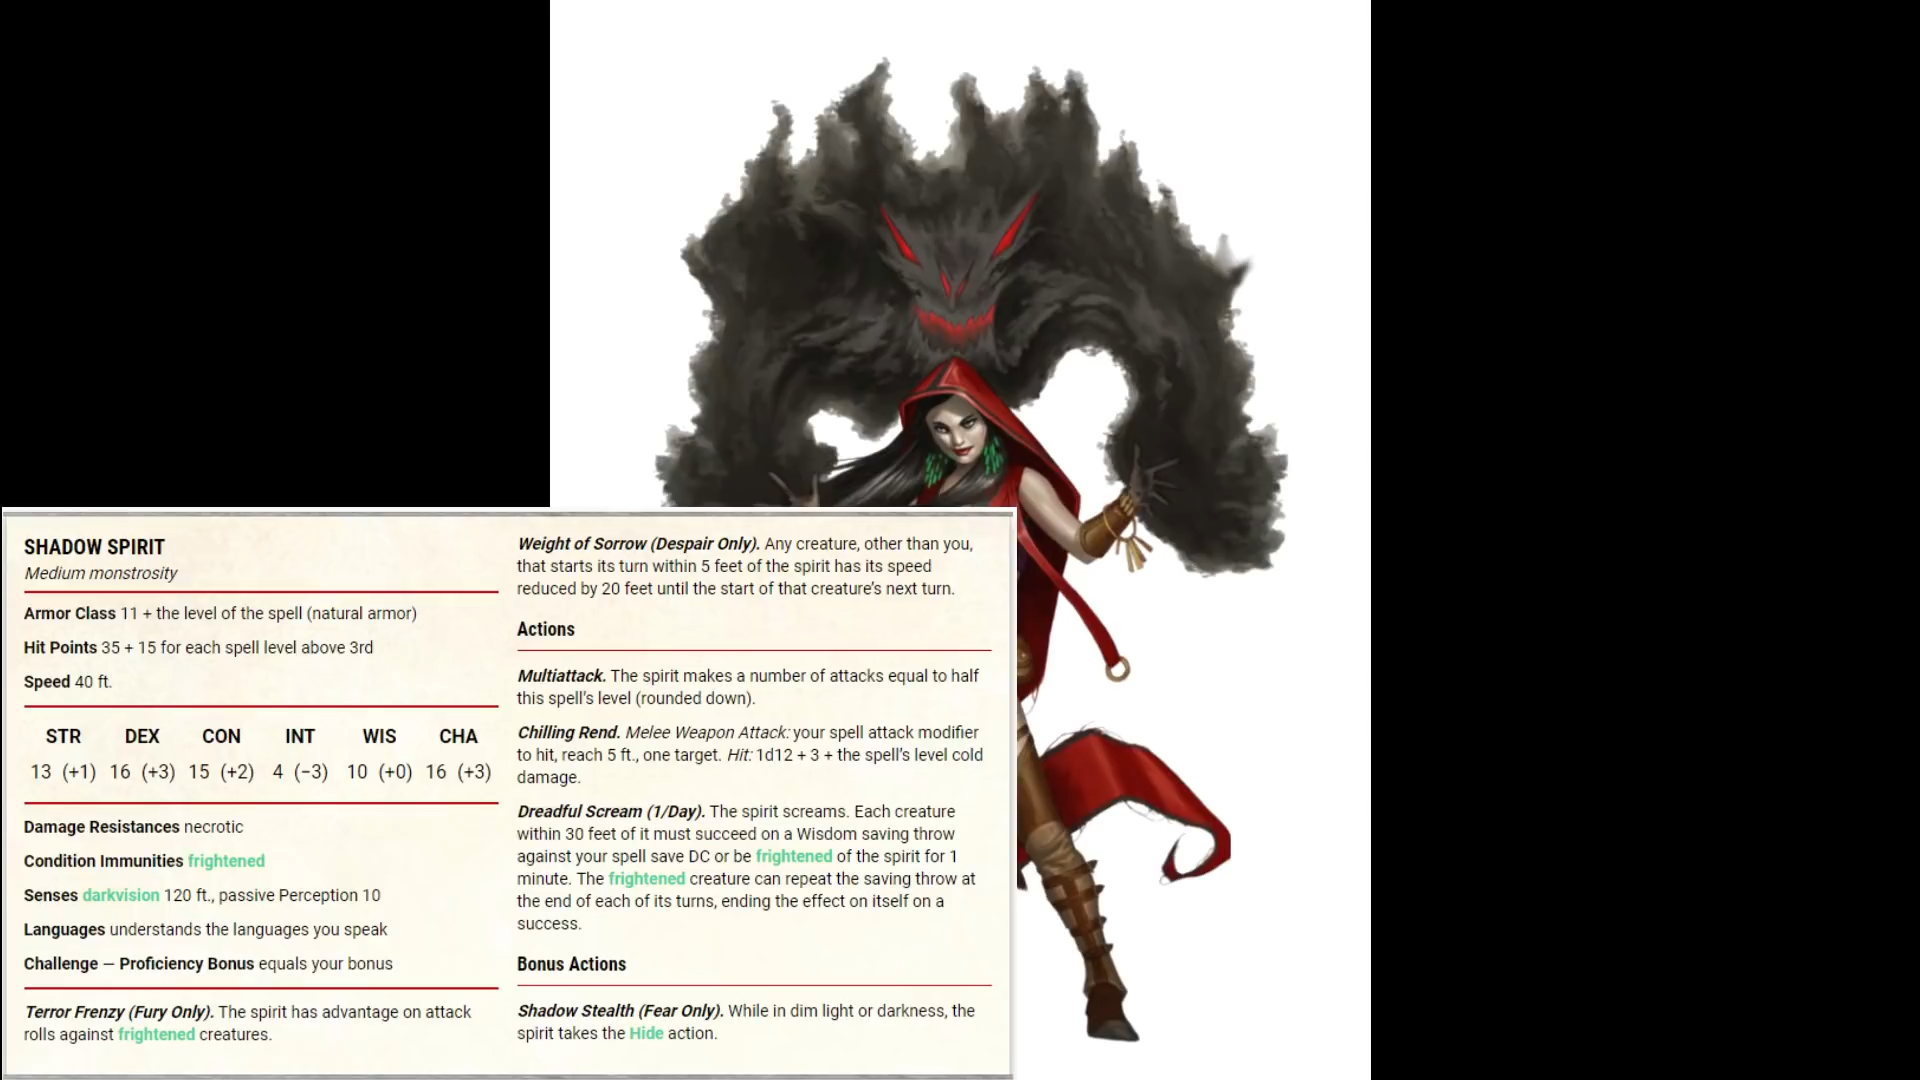 SHADOW SPIRIT
Medium monstrosity
Armor Class 11 + the level of the spell (natural armor)
Hit Points 35 + 15 for each spell level above 3rd
Speed 40 ft.
STR DEX CON INT WIS CHA
13 (+1) 16 (+3) 15 (+2) 4 (−3) 10 (+0) 16 (+3)
Damage Resistances necrotic
Condition Immunities frightened
Senses darkvision 120 ft., passive Perception 10
Languages understands the languages you speak
Challenge — Proficiency Bonus equals your bonus
Terror Frenzy (Fury Only). The spirit has advantage on attack
rolls against frightened creatures.
Weight of Sorrow (Despair Only). Any creature, other than you,
that starts its turn within 5 feet of the spirit has its speed
reduced by 20 feet until the start of that creature's next turn.
Actions
Multiattack. The spirit makes a number of attacks equal to half
this spell's level (rounded down).
Chilling Rend. Melee Weapon Attack: your spell attack modifier
to hit, reach 5 ft., one target. Hit: 1d12 + 3 + the spell's level cold
damage.
Dreadful Scream (1/Day). The spirit screams. Each creature
within 30 feet of it must succeed on a Wisdom saving throw
against your spell save DC or be frightened of the spirit for 1
minute. The frightened creature can repeat the saving throw at
the end of each of its turns, ending the effect on itself on a
success.
Bonus Actions
Shadow Stealth (Fear Only). While in dim light or darkness, the
spirit takes the Hide action.